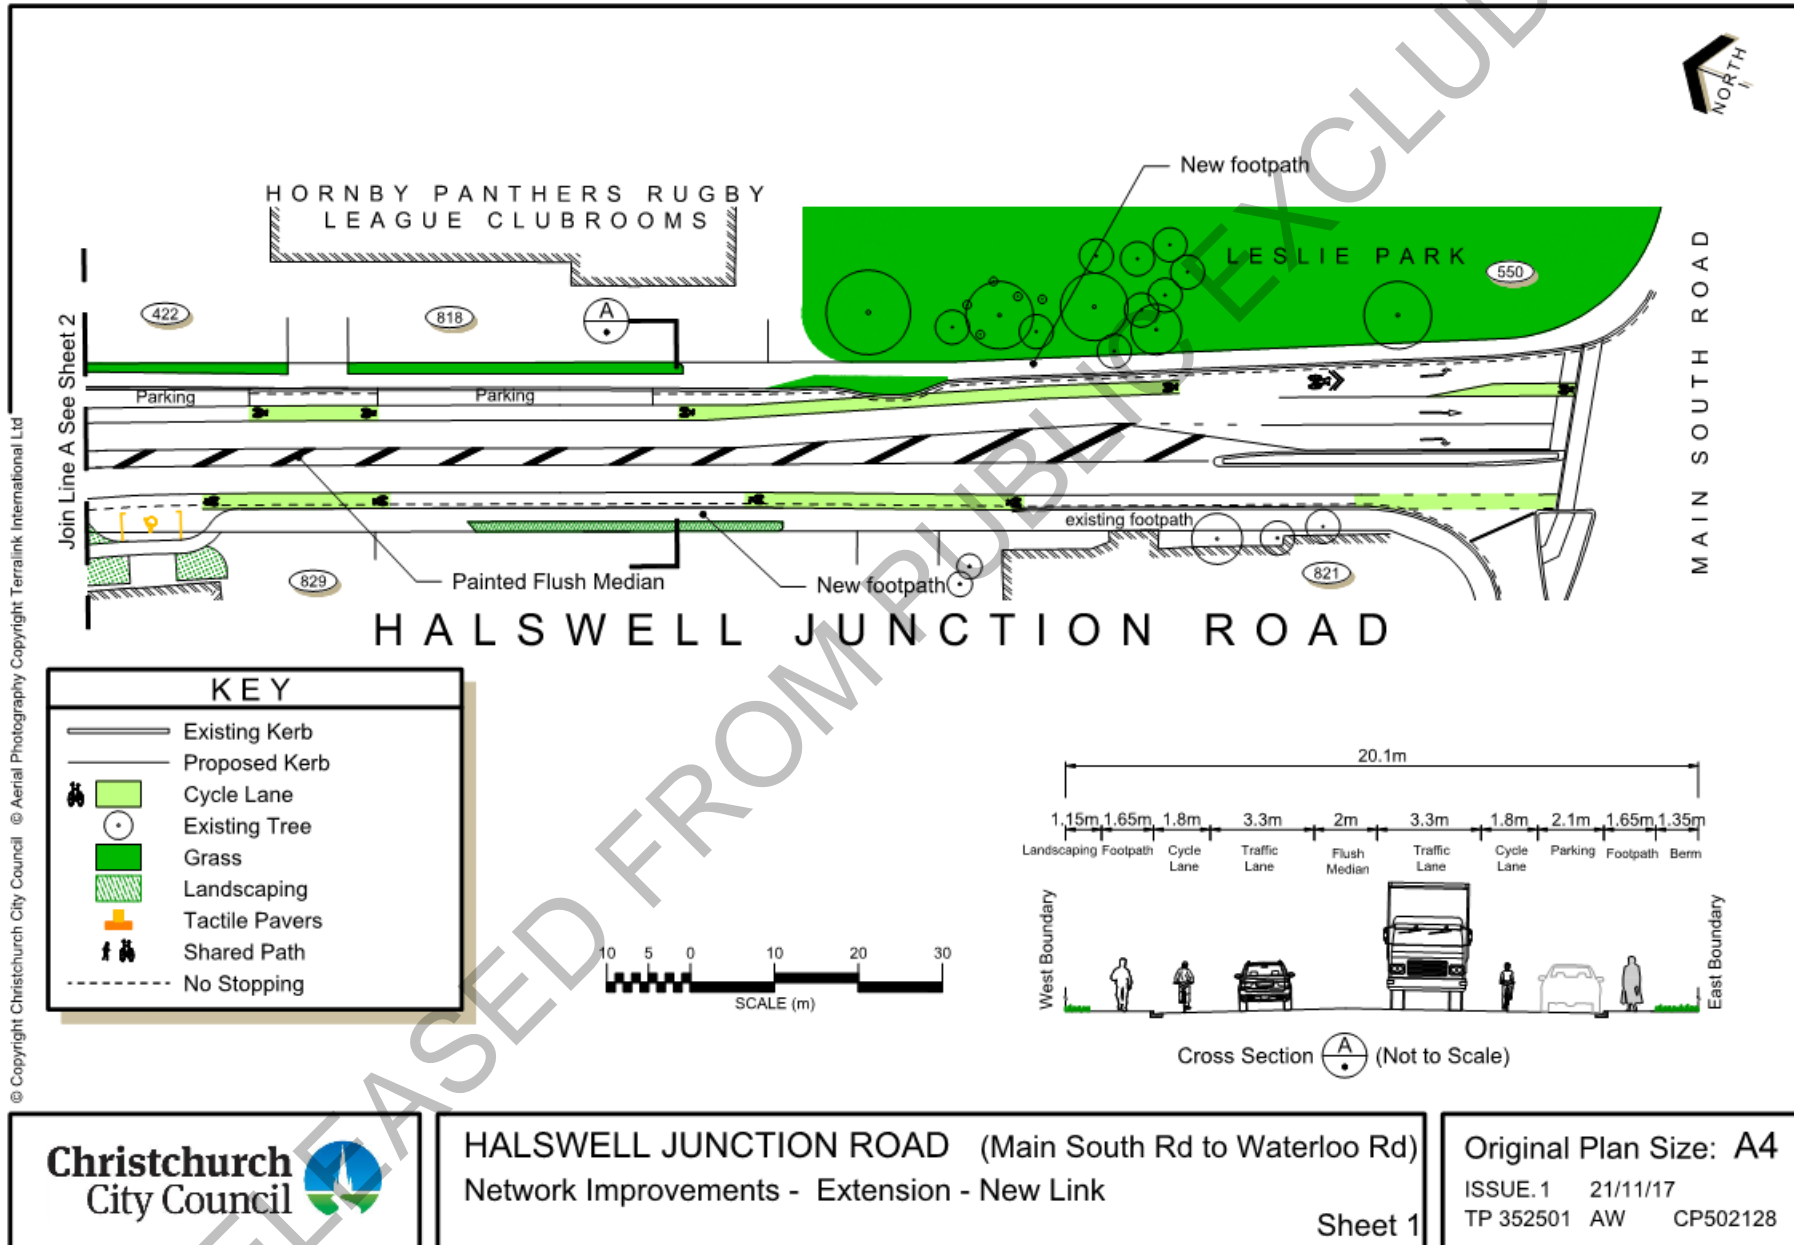 NORTH
New footpath
HORNBY PANTHERS RUGBY
LEAGUE CLUBROOMS
LESLIE PARK
550
MAIN SOUTH ROAD
422
818
A
Join Line A See Sheet 2
Parking
Parking
existing footpath
829
Painted Flush Median
New footpath
821
HALSWELL JUNCTION ROAD
KEY
Existing Kerb
Proposed Kerb
Cycle Lane
Existing Tree
Grass
Landscaping
Tactile Pavers
Shared Path
No Stopping
10 5 0 10 20 30
SCALE (m)
20.1m
1.15m 1.65m 1.8m 3.3m 2m 3.3m 1.8m 2.1m 1.65m 1.35m
Landscaping Footpath Cycle Lane Traffic Lane Flush Median Traffic Lane Cycle Lane Parking Footpath Berm
West Boundary
East Boundary
Cross Section A (Not to Scale)
© Copyright Christchurch City Council © Aerial Photography Copyright Terralink International Ltd
Christchurch
City Council
HALSWELL JUNCTION ROAD (Main South Rd to Waterloo Rd)
Network Improvements - Extension - New Link
Sheet 1
Original Plan Size: A4
ISSUE. 1 21/11/17
TP 352501 AW CP502128
ELEASED FROM PUBLIC EXCLUD